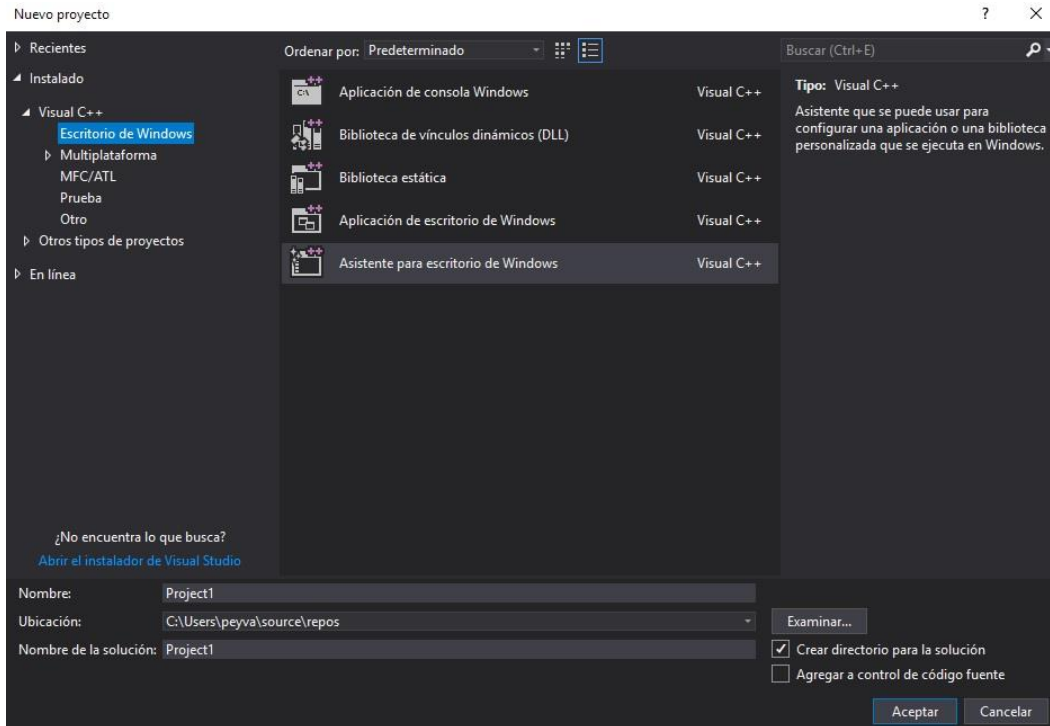 Nuevo proyecto
Recientes
Instalado
Visual C++
Escritorio de Windows
Multiplataforma
MFC/ATL
Prueba
Otro
Otros tipos de proyectos
En línea
¿No encuentra lo que busca?
Abrir el instalador de Visual Studio
Ordenar por: Predeterminado
Aplicación de consola Windows Visual C++
Biblioteca de vínculos dinámicos (DLL) Visual C++
Biblioteca estática Visual C++
Aplicación de escritorio de Windows Visual C++
Asistente para escritorio de Windows Visual C++
Buscar (Ctrl+E)
Tipo: Visual C++
Asistente que se puede usar para
configurar una aplicación o una biblioteca
personalizada que se ejecuta en Windows.
Nombre: Project1
Ubicación: C:\Users\peyva\source\repos
Nombre de la solución: Project1
Examinar...
Crear directorio para la solución
Agregar a control de código fuente
Aceptar Cancelar